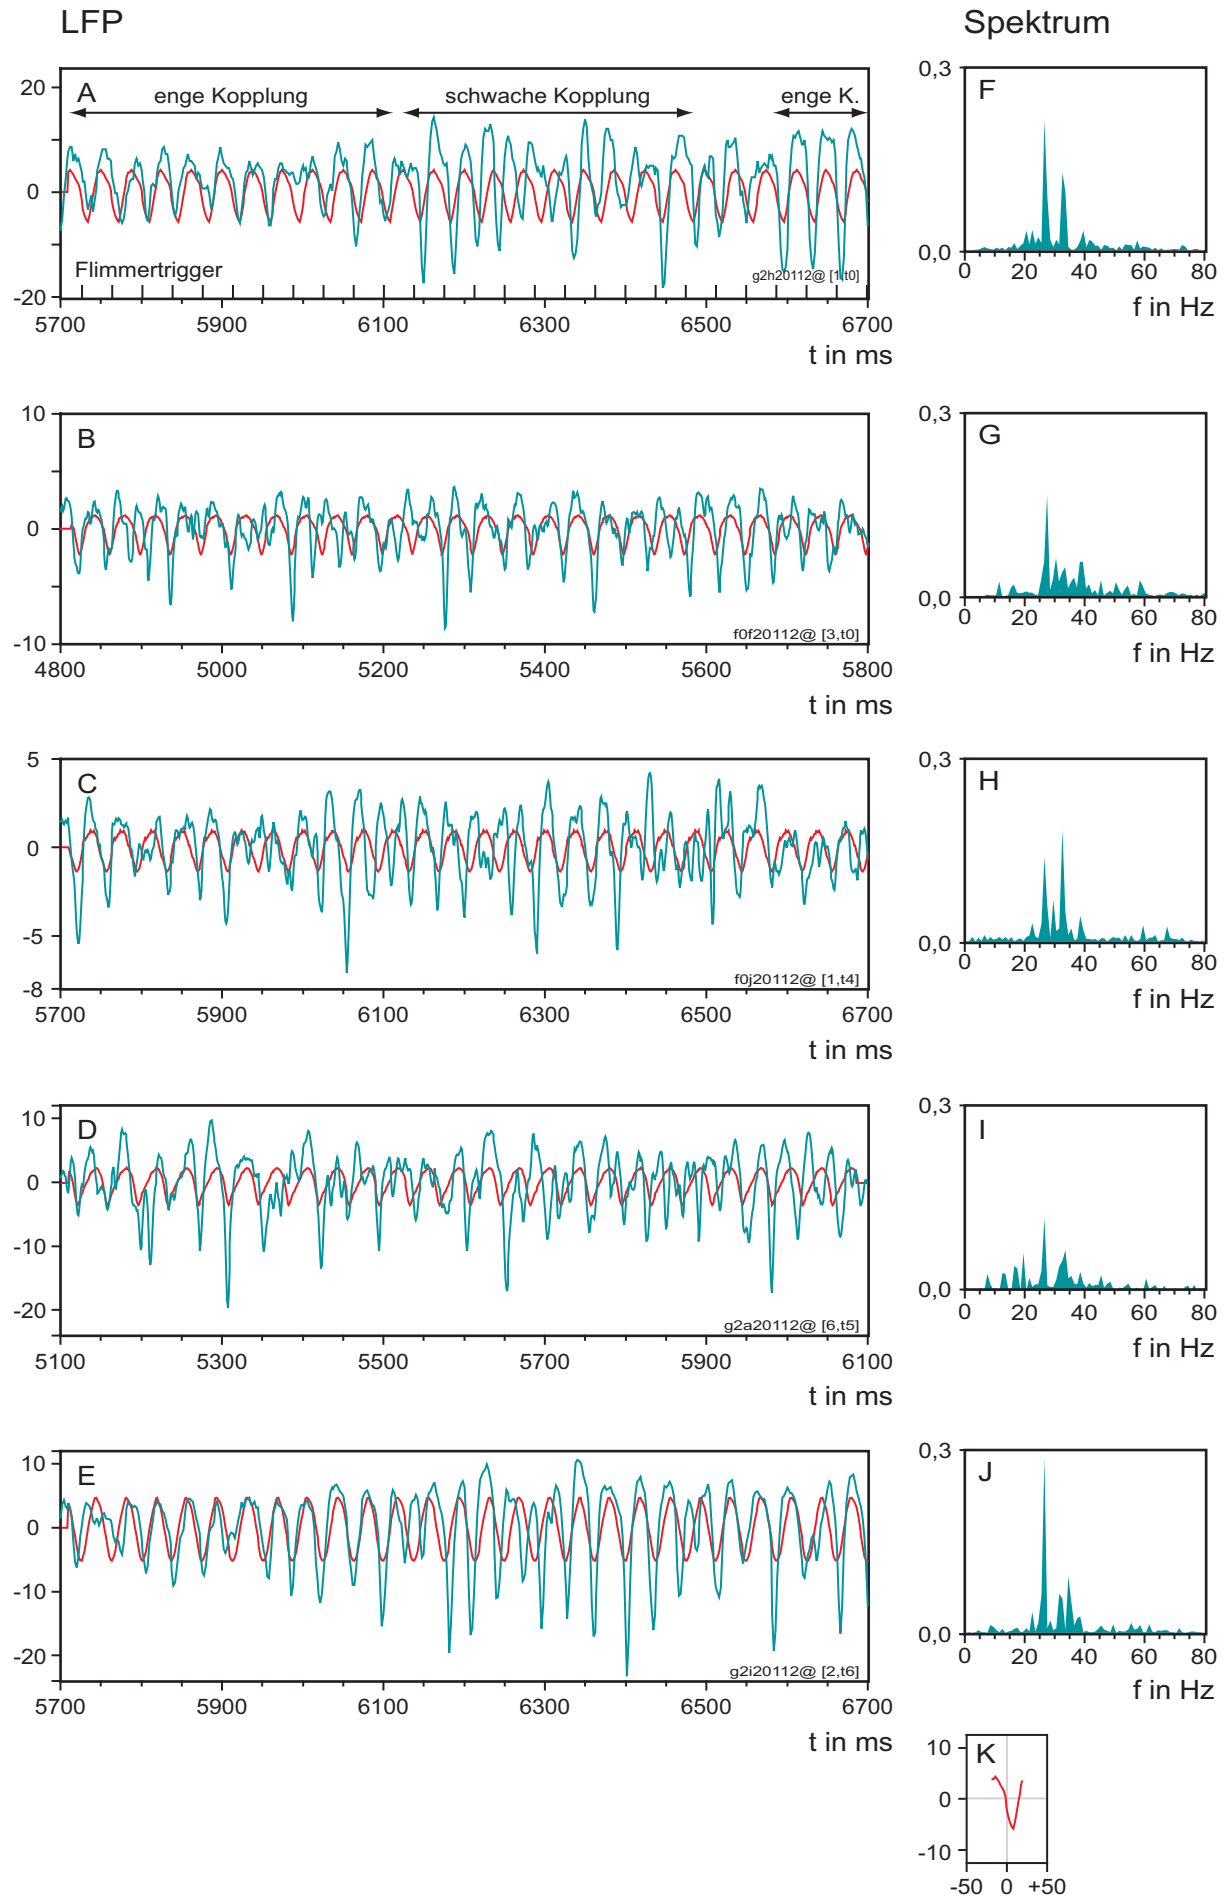 LFP Spektrum
20
0
-20
A enge Kopplung schwache Kopplung enge K.
Flimmertrigger
g2h20112@ [1,t0]
5700 5900 6100 6300 6500 6700
t in ms
0,3
0,0
F
0 20 40 60 80
f in Hz
10
0
-10
B
f0f20112@ [3,t0]
4800 5000 5200 5400 5600 5800
t in ms
0,3
0,0
G
0 20 40 60 80
f in Hz
5
0
-5
-8
C
f0j20112@ [1,t4]
5700 5900 6100 6300 6500 6700
t in ms
0,3
0,0
H
0 20 40 60 80
f in Hz
10
0
-10
-20
D
g2a20112@ [6,t5]
5100 5300 5500 5700 5900 6100
t in ms
0,3
0,0
I
0 20 40 60 80
f in Hz
10
0
-10
-20
E
g2i20112@ [2,t6]
5700 5900 6100 6300 6500 6700
t in ms
0,3
0,0
J
0 20 40 60 80
f in Hz
10
0
-10
K
-50 0 +50